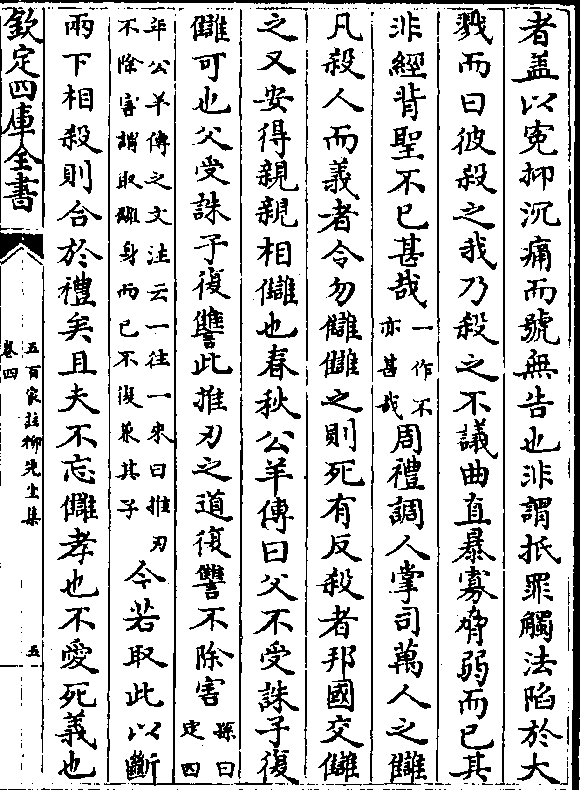 者盖以寃抑沉痛而號無告也非謂抵罪觸法陷於大
戮而曰彼殺之我乃殺之不議曲直暴寡脅弱而已其
非經背聖不已甚哉一作不亦甚哉周禮調人掌司萬人之讎
凡殺人而義者令勿讎讎之則死有反殺者邦國交讎
之又安得親親相讎也春秋公羊傳曰父不受誅子復
讎可也父受誅子復讐此推刃之道復讐不除害孫曰定四
年公羊傳之文注云一往一來曰推刃不除害謂取讎身而已不復兼其子今若取此以斷
兩下相殺則合於禮矣且夫不忘讎孝也不愛死義也
欽定四庫全書
五百家註柳先生集
卷四
五